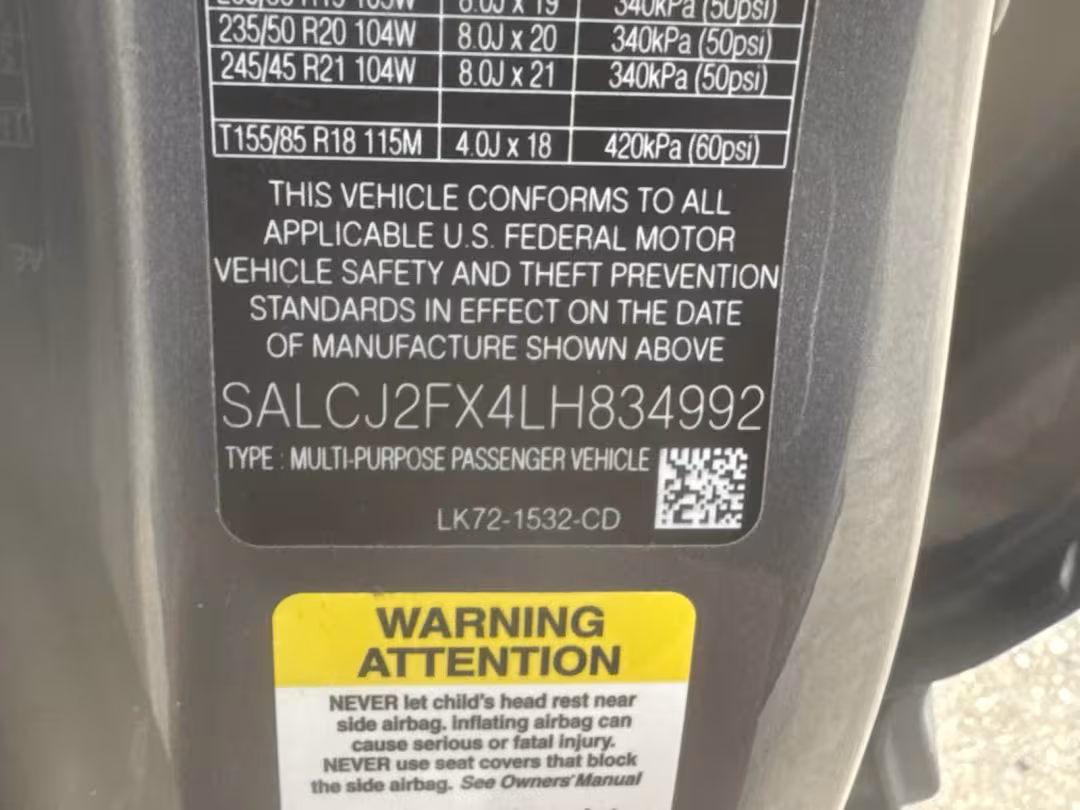 235/50 R20 104W 8.0J x 20 340kPa (50psi)
245/45 R21 104W 8.0J x 21 340kPa (50psi)
T155/85 R18 115M 4.0J x 18 420kPa (60psi)
THIS VEHICLE CONFORMS TO ALL
APPLICABLE U.S. FEDERAL MOTOR
VEHICLE SAFETY AND THEFT PREVENTION
STANDARDS IN EFFECT ON THE DATE
OF MANUFACTURE SHOWN ABOVE
SALCJ2FX4LH834992
TYPE : MULTI-PURPOSE PASSENGER VEHICLE
LK72-1532-CD
WARNING
ATTENTION
NEVER let child's head rest near
side airbag. inflating airbag can
cause serious or fatal injury.
NEVER use seat covers that block
the side airbag. See Owners' Manual